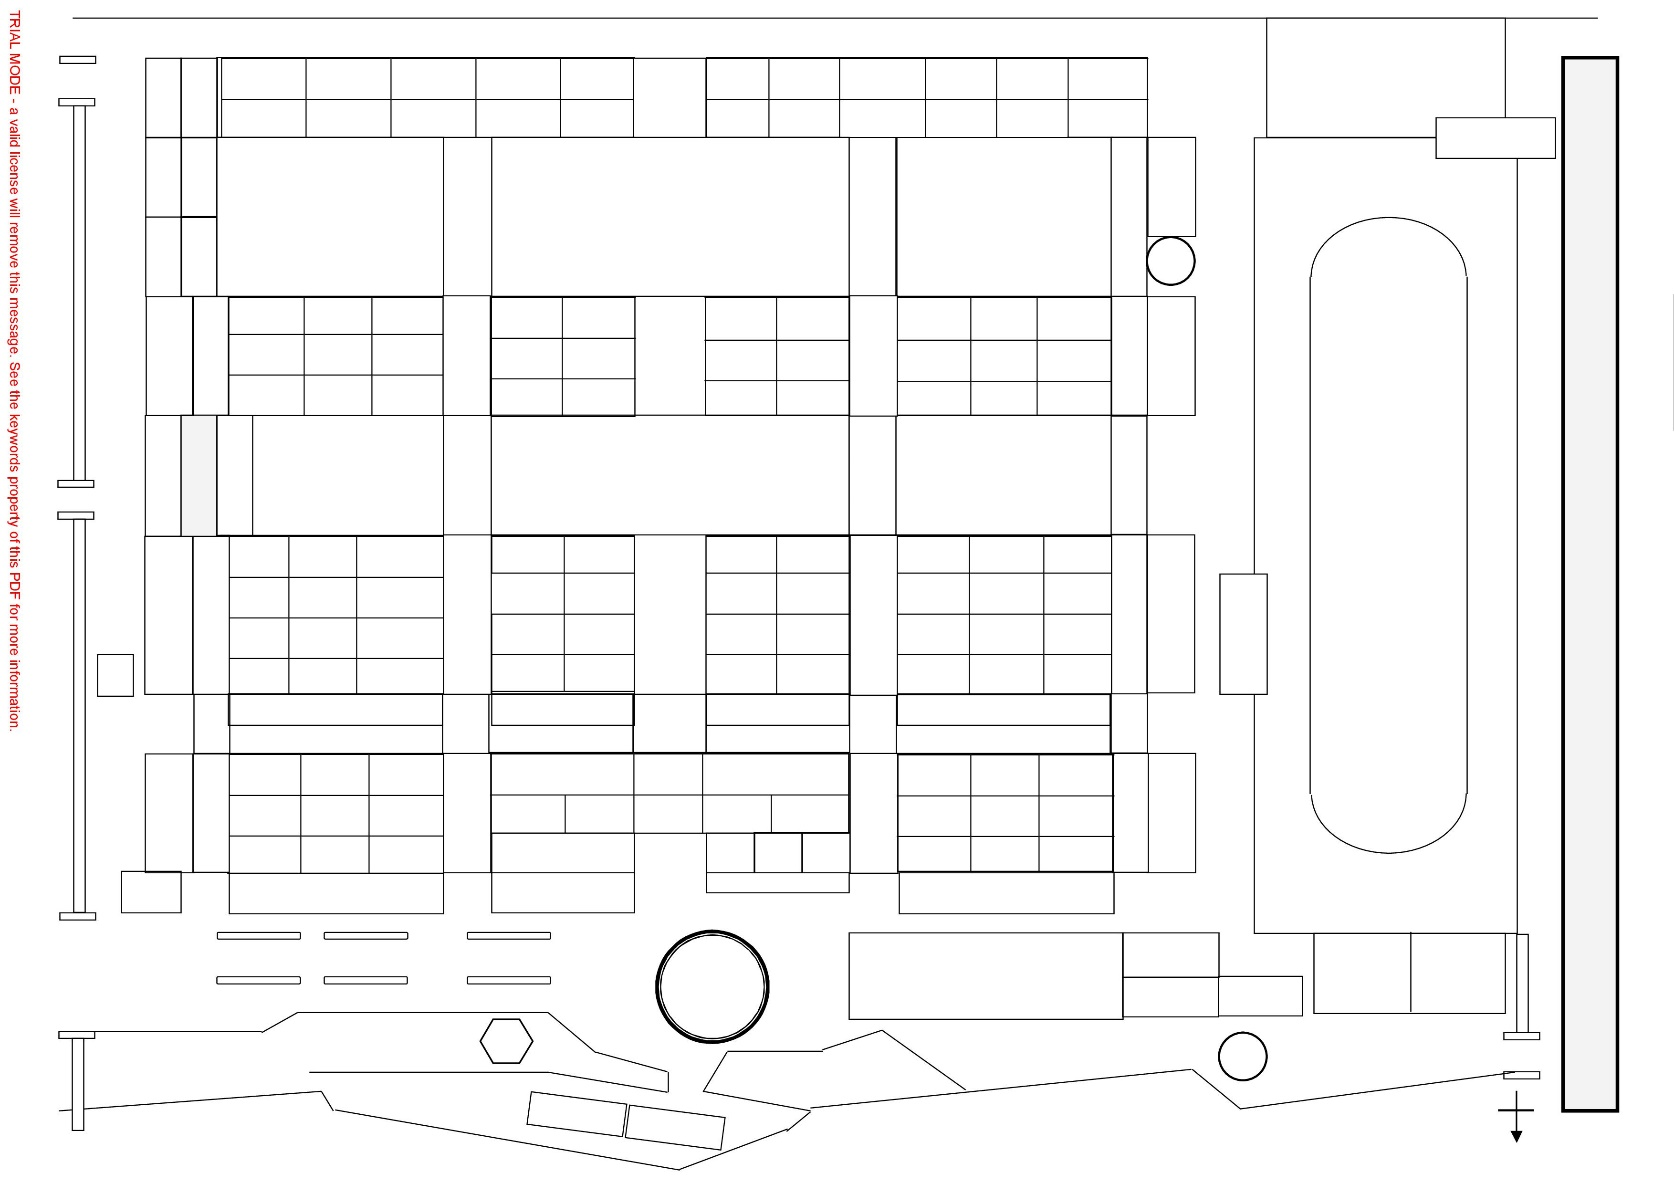 TRIAL MODE - a valid license will remove this message. See the keywords property of this PDF for more information.